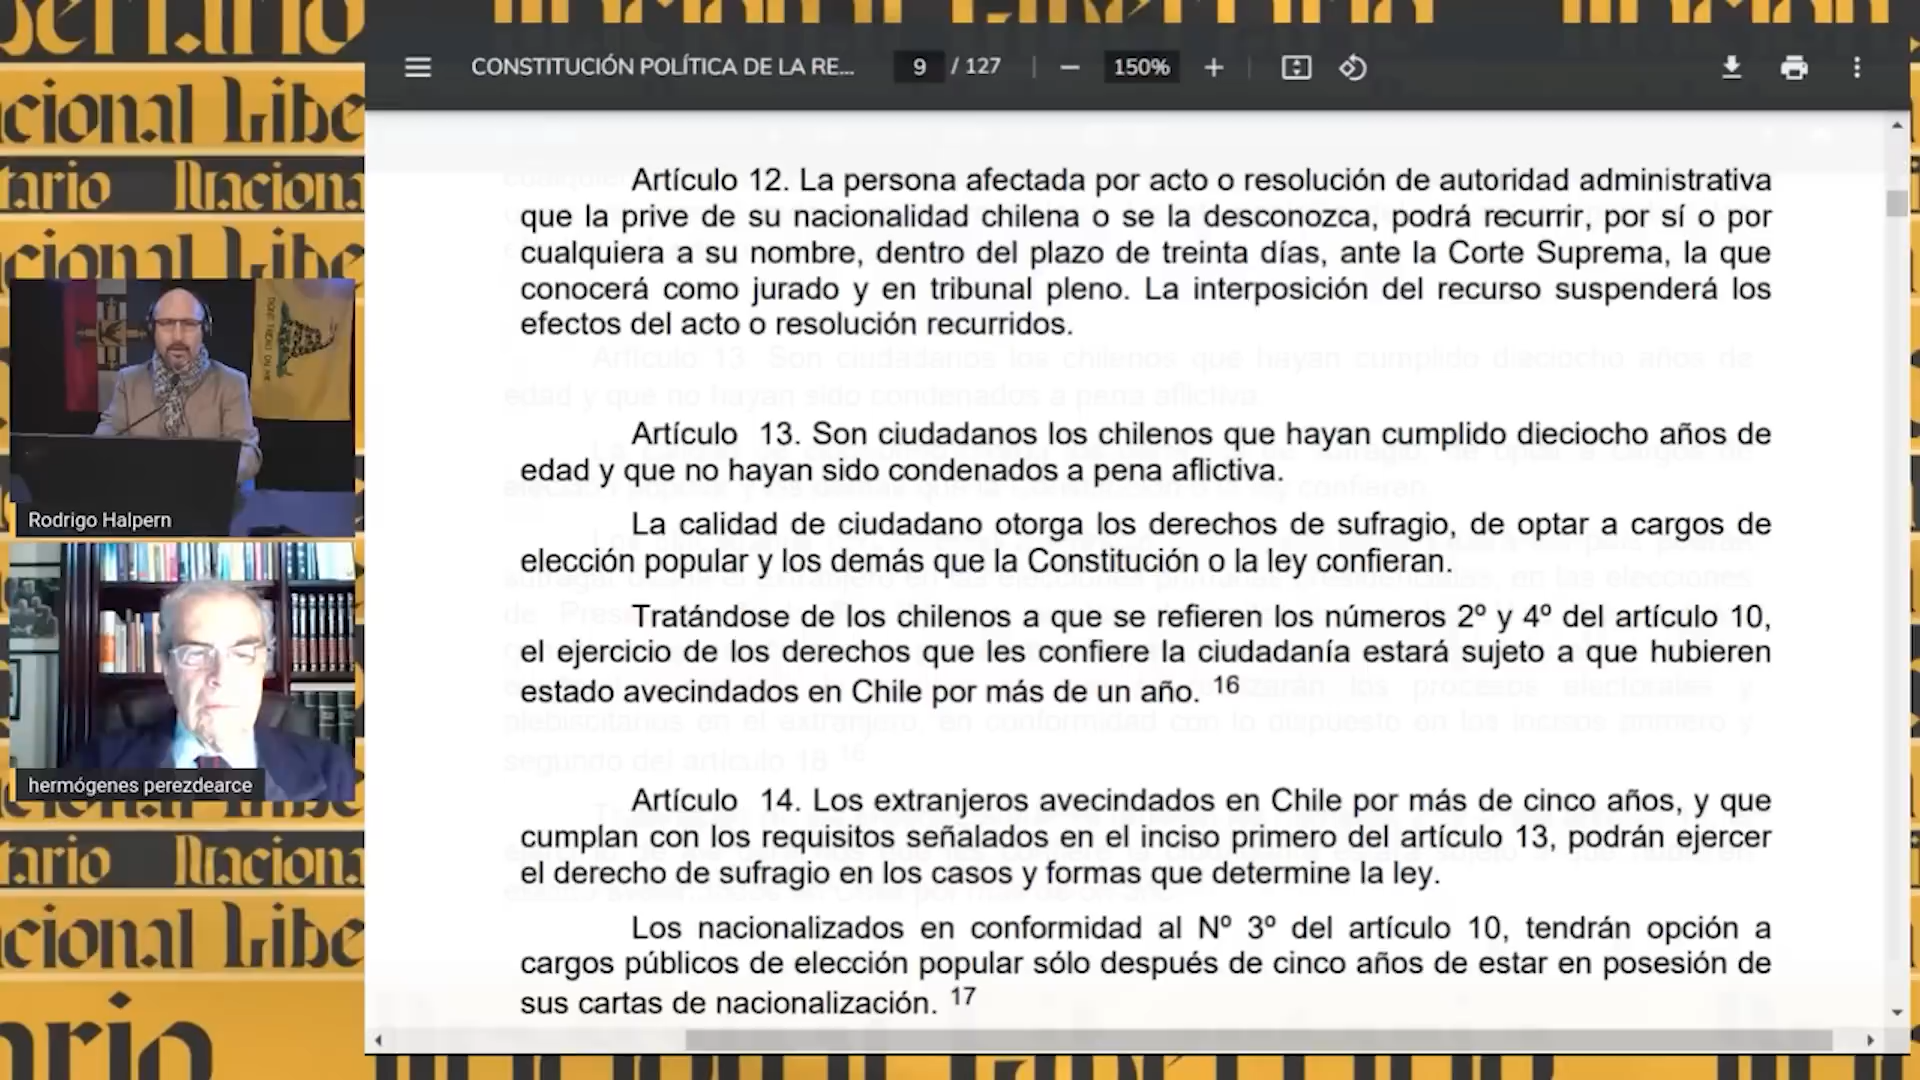 CONSTITUCIÓN POLÍTICA DE LA RE... 9 / 127 150%
Artículo 12. La persona afectada por acto o resolución de autoridad administrativa
que la prive de su nacionalidad chilena o se la desconozca, podrá recurrir, por sí o por
cualquiera a su nombre, dentro del plazo de treinta días, ante la Corte Suprema, la que
conocerá como jurado y en tribunal pleno. La interposición del recurso suspenderá los
efectos del acto o resolución recurridos.
Artículo 13. Son ciudadanos los chilenos que hayan cumplido dieciocho años de
edad y que no hayan sido condenados a pena aflictiva.
La calidad de ciudadano otorga los derechos de sufragio, de optar a cargos de
elección popular y los demás que la Constitución o la ley confieran.
Tratándose de los chilenos a que se refieren los números 2º y 4º del artículo 10,
el ejercicio de los derechos que les confiere la ciudadanía estará sujeto a que hubieren
estado avecindados en Chile por más de un año. 16
Artículo 14. Los extranjeros avecindados en Chile por más de cinco años, y que
cumplan con los requisitos señalados en el inciso primero del artículo 13, podrán ejercer
el derecho de sufragio en los casos y formas que determine la ley.
Los nacionalizados en conformidad al Nº 3º del artículo 10, tendrán opción a
cargos públicos de elección popular sólo después de cinco años de estar en posesión de
sus cartas de nacionalización. 17
Rodrigo Halpern
hermógenes perezdearce